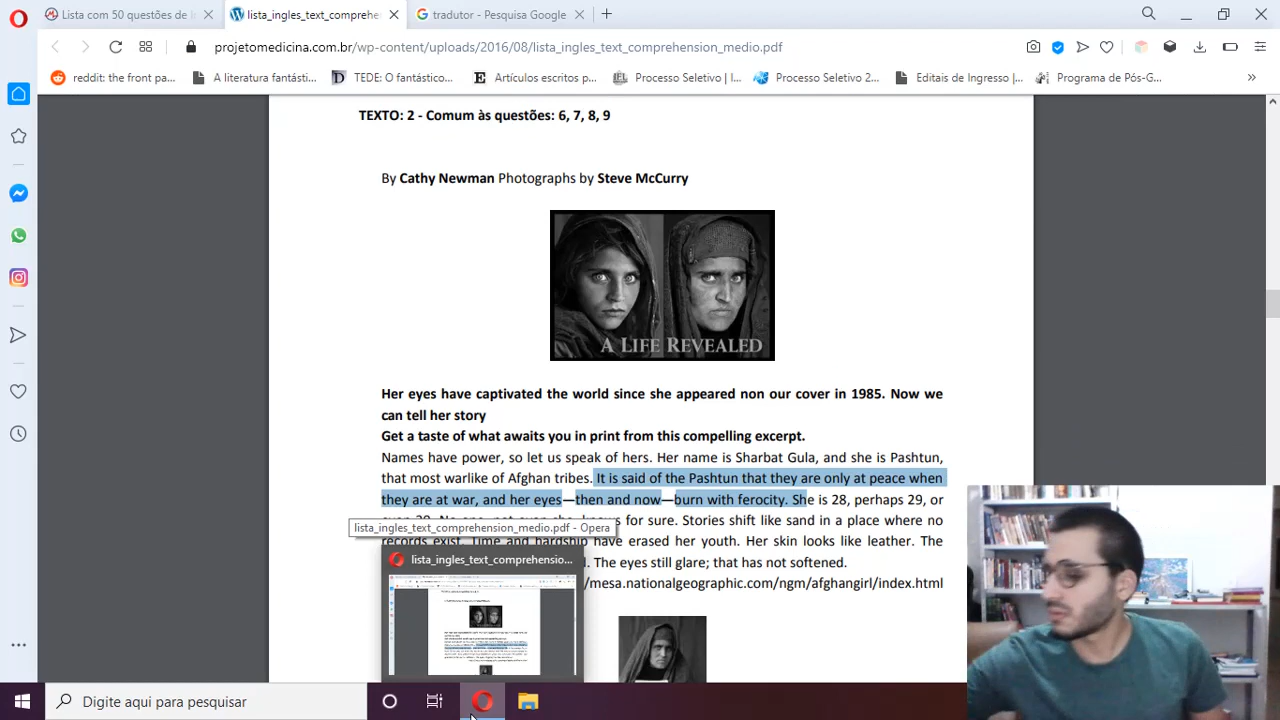 Lista com 50 questões de i
lista_ingles_text_comprehe
tradutor - Pesquisa Google
projetomedicina.com.br/wp-content/uploads/2016/08/lista_ingles_text_comprehension_medio.pdf
reddit: the front pa...
A literatura fantásti...
TEDE: O fantástico...
Artículos escritos p...
Processo Seletivo | I...
Processo Seletivo 2...
Editais de Ingresso |...
Programa de Pós-G...
TEXTO: 2 - Comum às questões: 6, 7, 8, 9
By Cathy Newman Photographs by Steve McCurry
A LIFE REVEALED
Her eyes have captivated the world since she appeared non our cover in 1985. Now we
can tell her story
Get a taste of what awaits you in print from this compelling excerpt.
Names have power, so let us speak of hers. Her name is Sharbat Gula, and she is Pashtun,
that most warlike of Afghan tribes. It is said of the Pashtun that they are only at peace when
they are at war, and her eyes—then and now—burn with ferocity. She is 28, perhaps 29, or
for sure. Stories shift like sand in a place where no
lista_ingles_text_comprehension_medio.pdf - Opera
records exist. Time and hardship have erased her youth. Her skin looks like leather. The
lista_ingles_text_comprehensio...
. The eyes still glare; that has not softened.
/mesa.nationalgeographic.com/ngm/afghangirl/index.html
Digite aqui para pesquisar